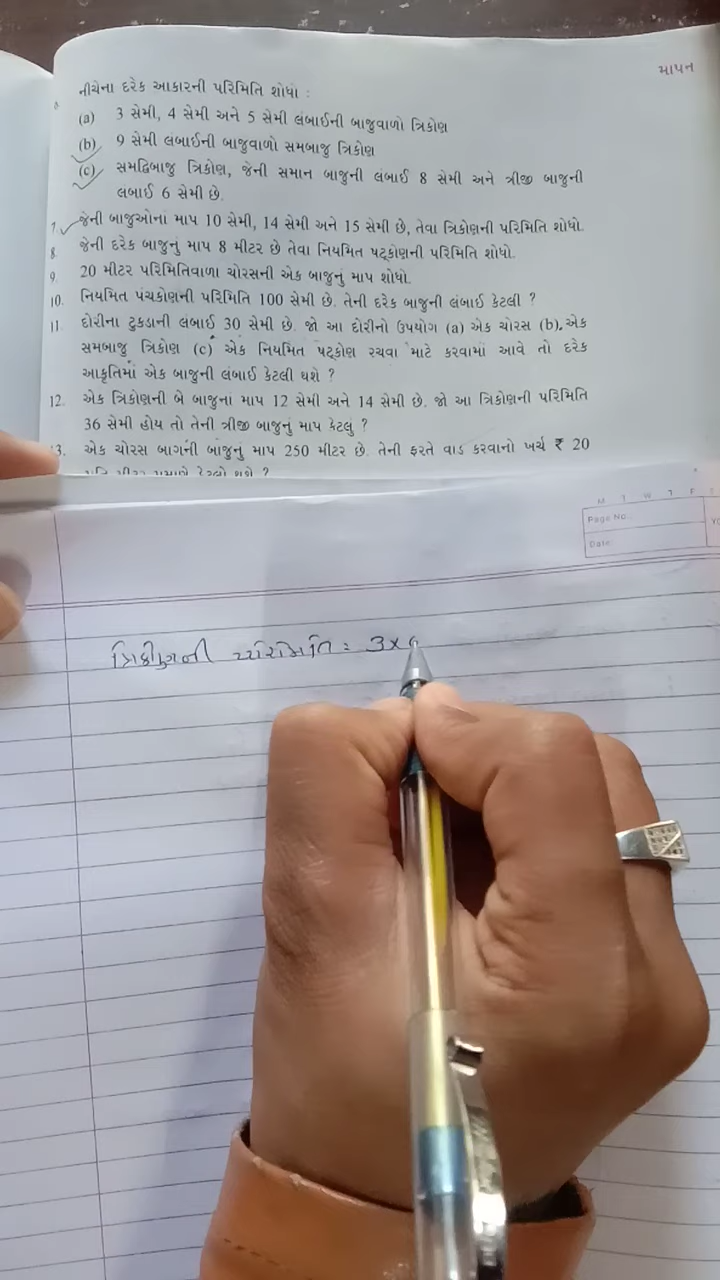 માપન
નીચેના દરેક આકારની પરિમિતિ શોધો :
(a) 3 સેમી, 4 સેમી અને 5 સેમી લંબાઈની બાજુવાળો ત્રિકોણ
(b) 9 સેમી લંબાઈની બાજુવાળો સમબાજુ ત્રિકોણ
(c) સમદ્વિબાજુ ત્રિકોણ, જેની સમાન બાજુની લંબાઈ 8 સેમી અને ત્રીજી બાજુની
લંબાઈ 6 સેમી છે.
7. જેની બાજુઓનાં માપ 10 સેમી, 14 સેમી અને 15 સેમી છે, તેવા ત્રિકોણની પરિમિતિ શોધો.
8. જેની દરેક બાજુનું માપ 8 મીટર છે તેવા નિયમિત ષટ્કોણની પરિમિતિ શોધો.
9. 20 મીટર પરિમિતિવાળા ચોરસની એક બાજુનું માપ શોધો.
10. નિયમિત પંચકોણની પરિમિતિ 100 સેમી છે. તેની દરેક બાજુની લંબાઈ કેટલી ?
11. દોરીના ટુકડાની લંબાઈ 30 સેમી છે. જો આ દોરીનો ઉપયોગ (a) એક ચોરસ (b) એક
સમબાજુ ત્રિકોણ (c) એક નિયમિત ષટ્કોણ રચવા માટે કરવામાં આવે તો દરેક
આકૃતિમાં એક બાજુની લંબાઈ કેટલી થશે ?
12. એક ત્રિકોણની બે બાજુનાં માપ 12 સેમી અને 14 સેમી છે. જો આ ત્રિકોણની પરિમિતિ
36 સેમી હોય તો તેની ત્રીજી બાજુનું માપ કેટલું ?
13. એક ચોરસ બાગની બાજુનું માપ 250 મીટર છે. તેની ફરતે વાડ કરવાનો ખર્ચ ₹ 20
M T W T F
Page No.:
Date:
ત્રિકોણની પરિમિતિ = 3×